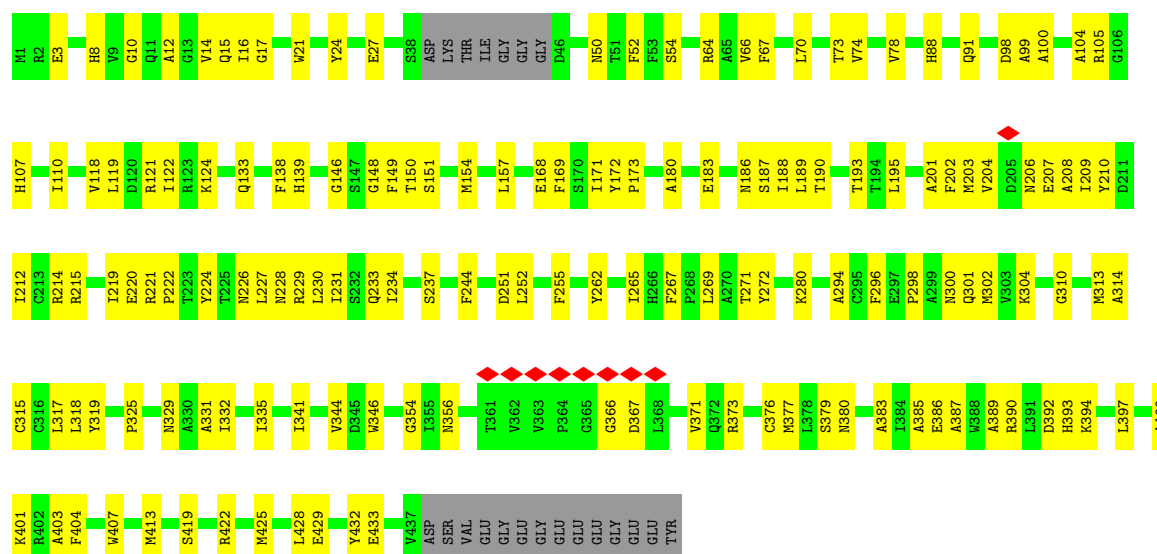 M1 R2 E3 H8 V9 G10 Q11 A12 G13 V14 Q15 I16 G17 W21 Y24 E27 S38 ASP LYS THR ILE GLY GLY GLY D46 N50 T51 F52 F53 S54 R64 A65 V66 F67 L70 T73 V74 V78 H88 Q91 D98 A99 A100 A104 R105 G106
H107 I110 V118 L119 D120 R121 I122 R123 K124 Q133 F138 H139 G146 S147 G148 F149 T150 S151 M154 L157 E168 F169 S170 I171 Y172 P173 A180 E183 N186 S187 I188 L189 T190 T193 T194 L195 A201 F202 M203 V204 D205 N206 E207 A208 I209 Y210 D211
I212 C213 R214 R215 I219 E220 R221 P222 T223 Y224 T225 N226 L227 N228 R229 L230 I231 S232 Q233 I234 S237 F244 D251 L252 F255 Y262 I265 H266 F267 P268 L269 A270 T271 Y272 K280 A294 C295 F296 E297 P298 A299 N300 Q301 M302 V303 K304 G310 M313 A314
C315 C316 L317 L318 Y319 P325 N329 A330 A331 I332 I335 I341 V344 D345 W346 G354 I355 N356 T361 V362 V363 P364 G365 G366 D367 L368 V371 Q372 R373 C376 M377 L378 S379 N380 A383 I384 A385 E386 A387 W388 A389 R390 L391 D392 H393 K394 L397
K401 R402 A403 F404 W407 M413 S419 R422 M425 L428 E429 Y432 E433 V437 ASP SER VAL GLU GLY GLU GLY GLU GLU GLU GLY GLU GLU TYR